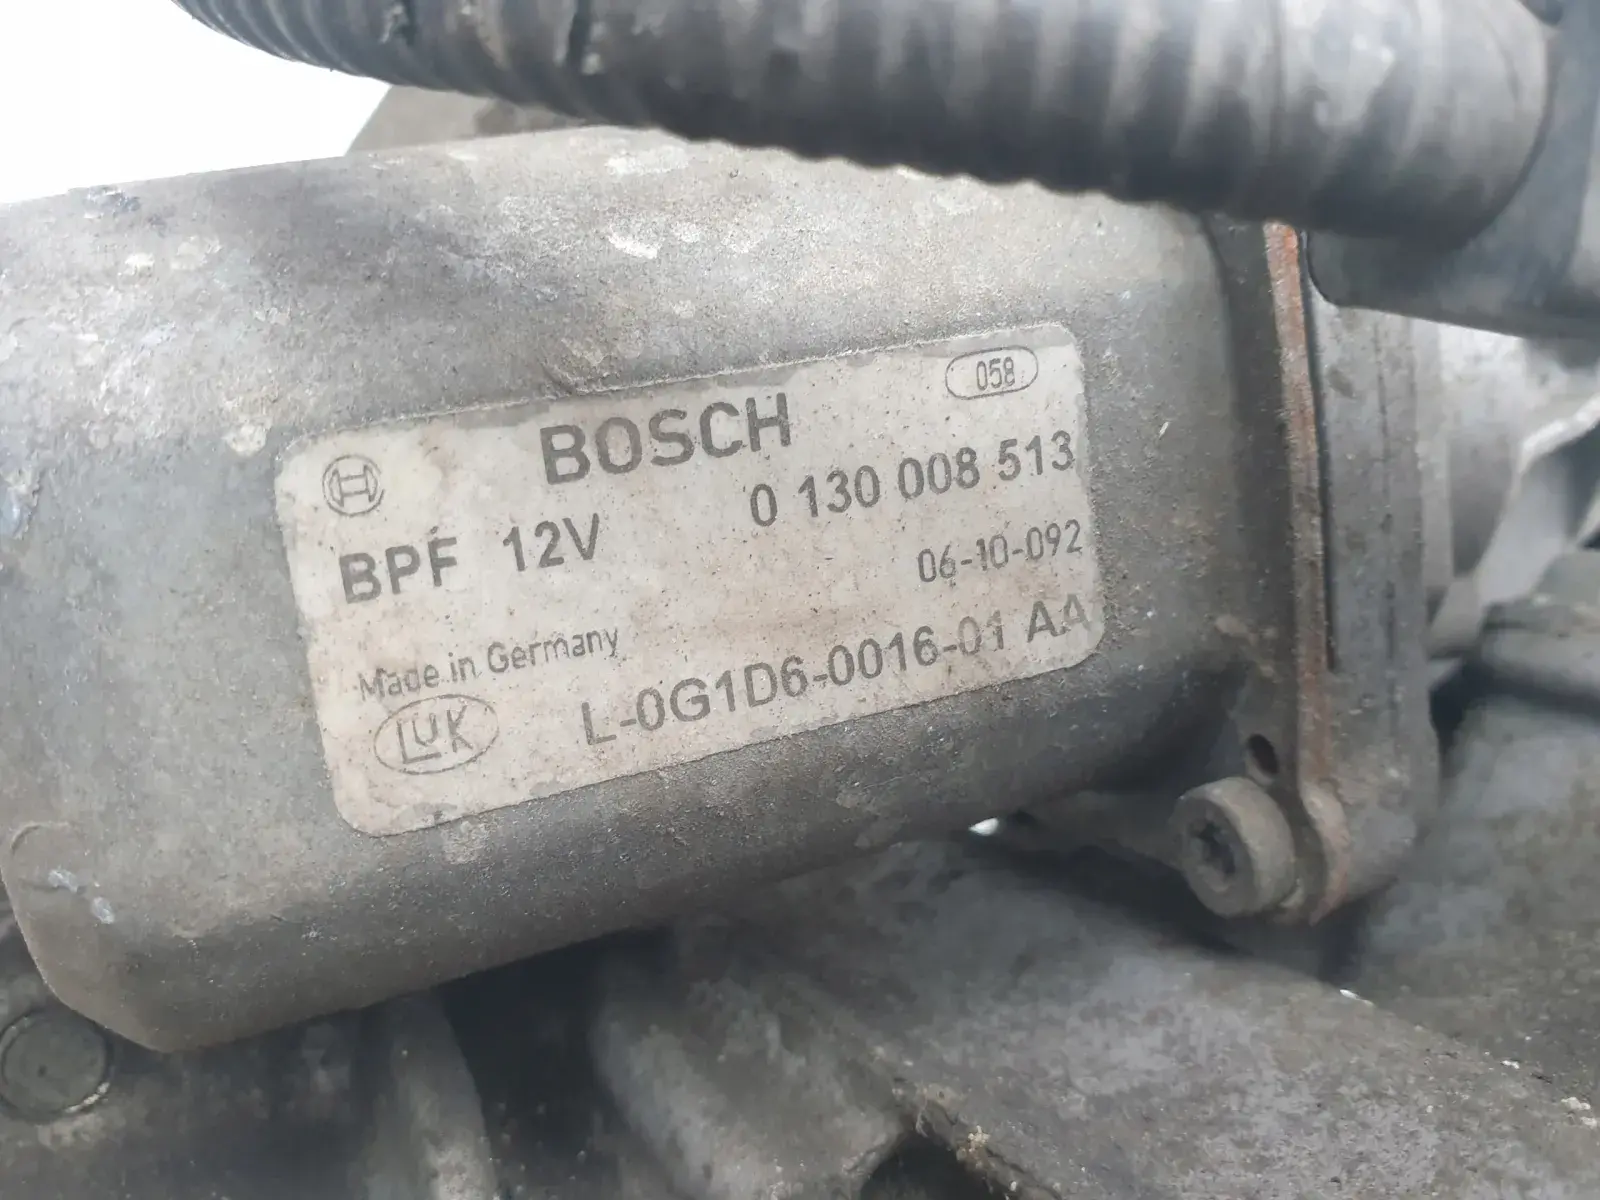 058
BOSCH
BPF 12V 0 130 008 513
06-10-092
Made in Germany
LUK L-0G1D6-0016-01 AA